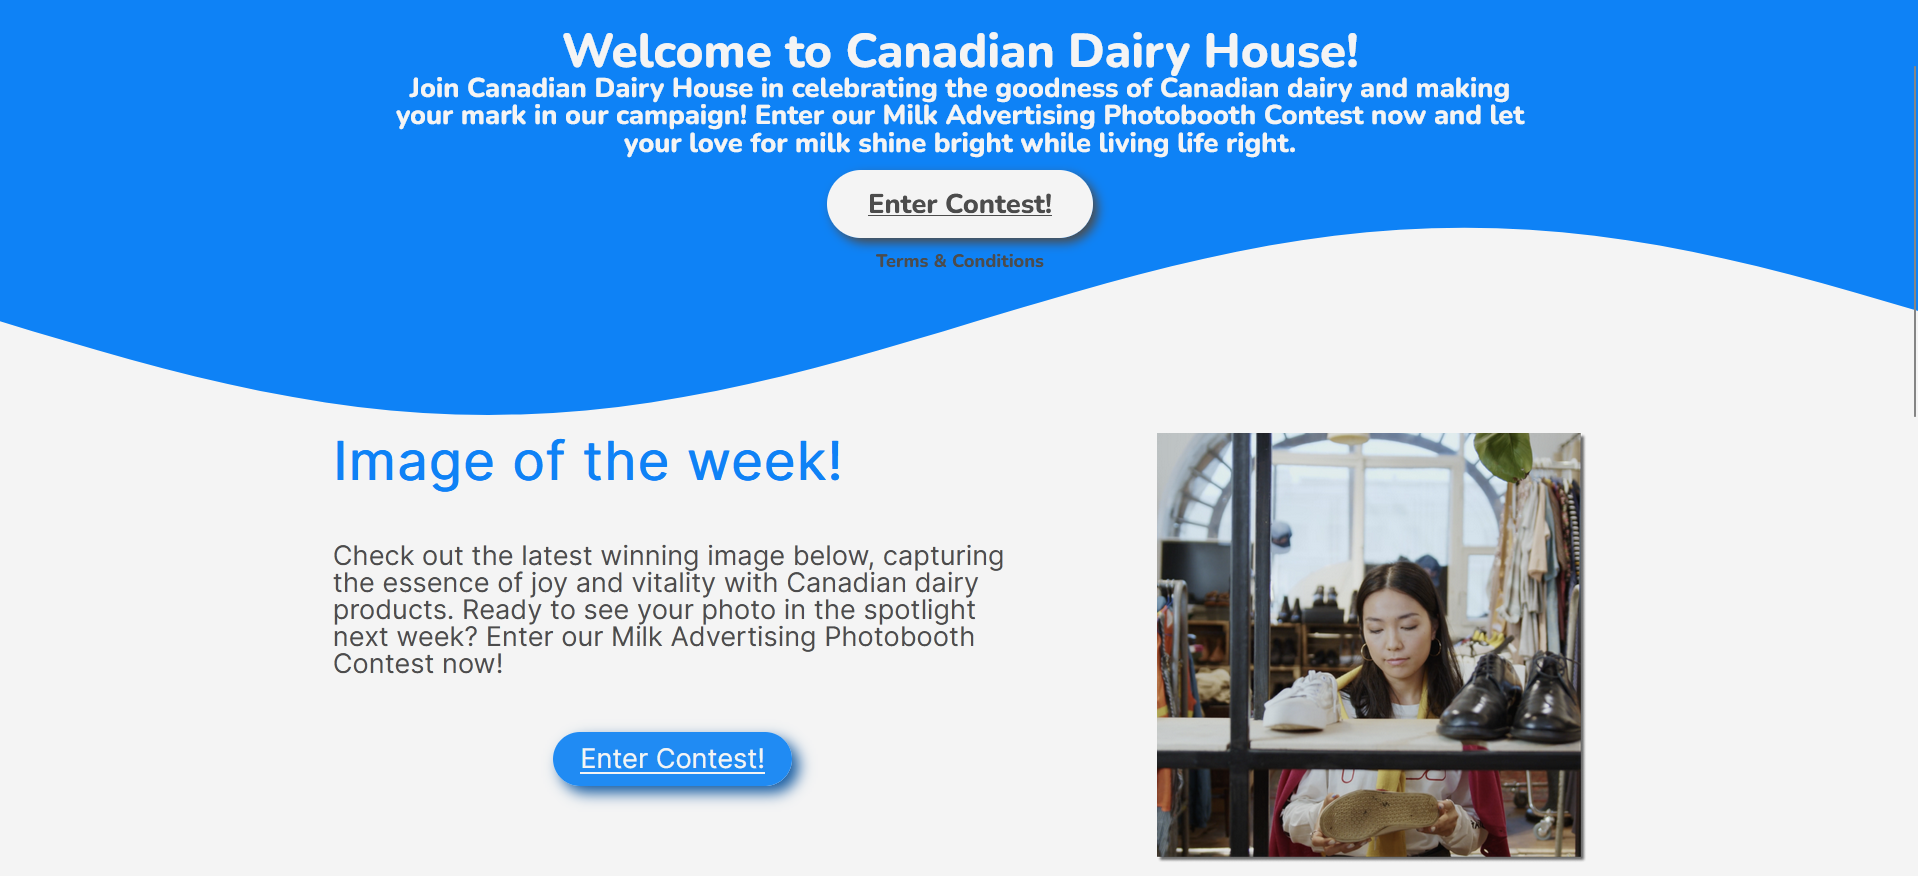 Welcome to Canadian Dairy House!
Join Canadian Dairy House in celebrating the goodness of Canadian dairy and making
your mark in our campaign! Enter our Milk Advertising Photobooth Contest now and let
your love for milk shine bright while living life right.
Enter Contest!
Terms & Conditions
Image of the week!
Check out the latest winning image below, capturing
the essence of joy and vitality with Canadian dairy
products. Ready to see your photo in the spotlight
next week? Enter our Milk Advertising Photobooth
Contest now!
Enter Contest!